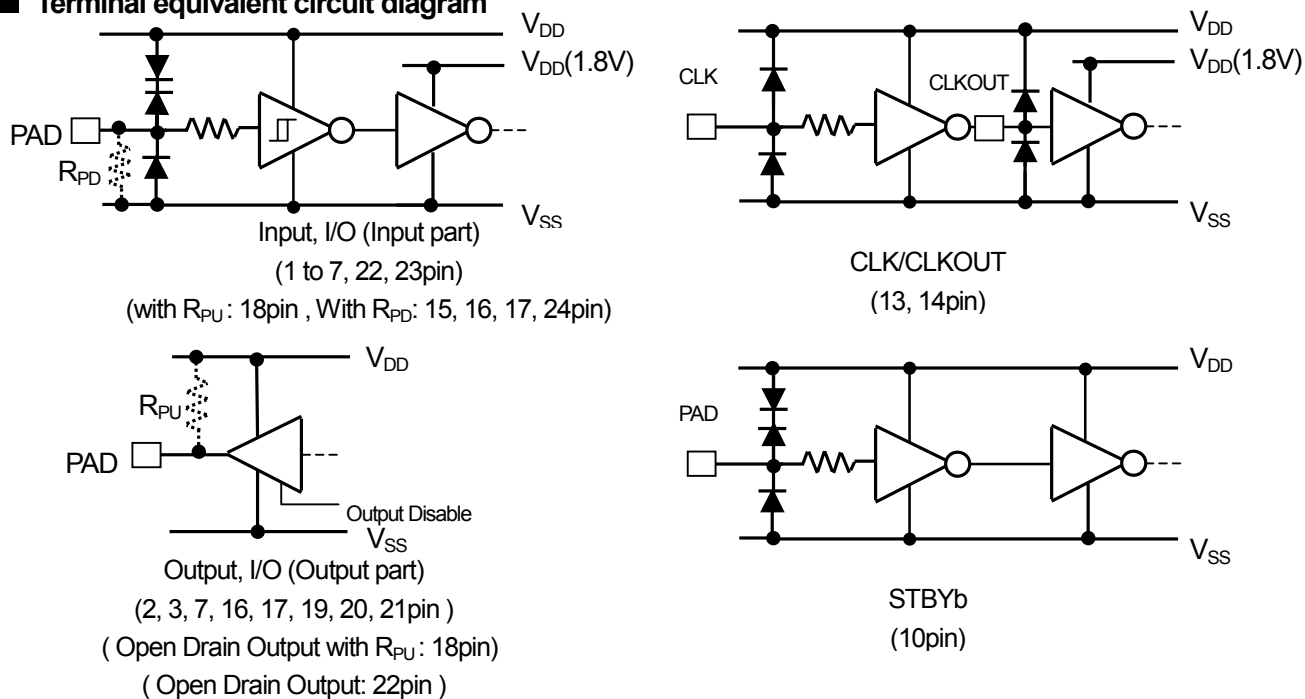 ■ Terminal equivalent circuit diagram
VDD
VDD(1.8V)
PAD
RPD
VSS
Input, I/O (Input part)
(1 to 7, 22, 23pin)
(with RPU : 18pin , With RPD: 15, 16, 17, 24pin)
VDD
VDD(1.8V)
CLK
CLKOUT
VSS
CLK/CLKOUT
(13, 14pin)
VDD
RPU
PAD
Output Disable
VSS
Output, I/O (Output part)
(2, 3, 7, 16, 17, 19, 20, 21pin )
( Open Drain Output with RPU : 18pin)
( Open Drain Output: 22pin )
VDD
PAD
VSS
STBYb
(10pin)